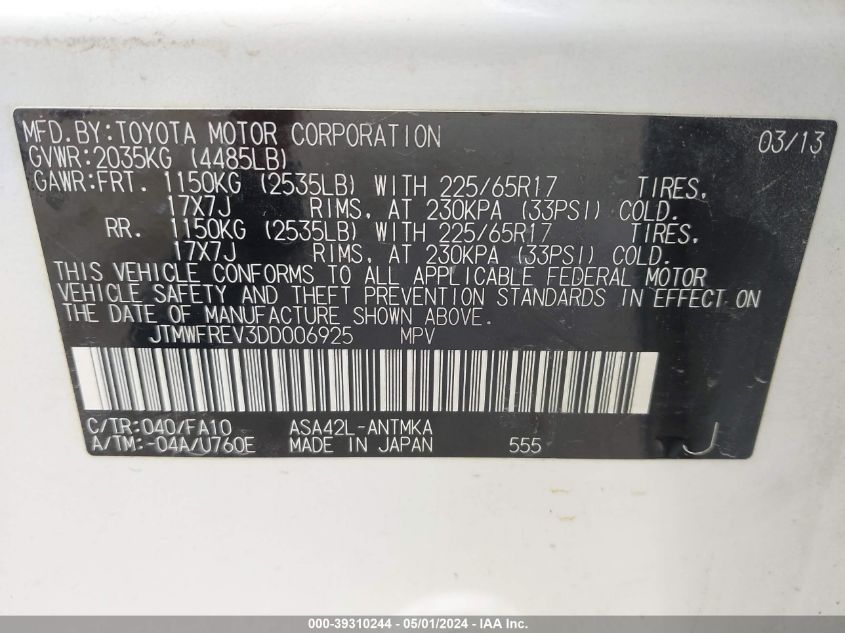 MFD.BY:TOYOTA MOTOR CORPORATION 03/13
GVWR:2035KG (4485LB)
GAWR:FRT. 1150KG (2535LB) WITH 225/65R17 TIRES,
17X7J RIMS, AT 230KPA (33PSI) COLD.
RR. 1150KG (2535LB) WITH 225/65R17 TIRES,
17X7J RIMS, AT 230KPA (33PSI) COLD.
THIS VEHICLE CONFORMS TO ALL APPLICABLE FEDERAL MOTOR
VEHICLE SAFETY AND THEFT PREVENTION STANDARDS IN EFFECT ON
THE DATE OF MANUFACTURE SHOWN ABOVE.
JTMWFREV3DD006925 MPV
C/TR:040/FA10 ASA42L-ANTMKA
A/TM:-04A/U760E MADE IN JAPAN 555 J
000-39310244 - 05/01/2024 - IAA Inc.